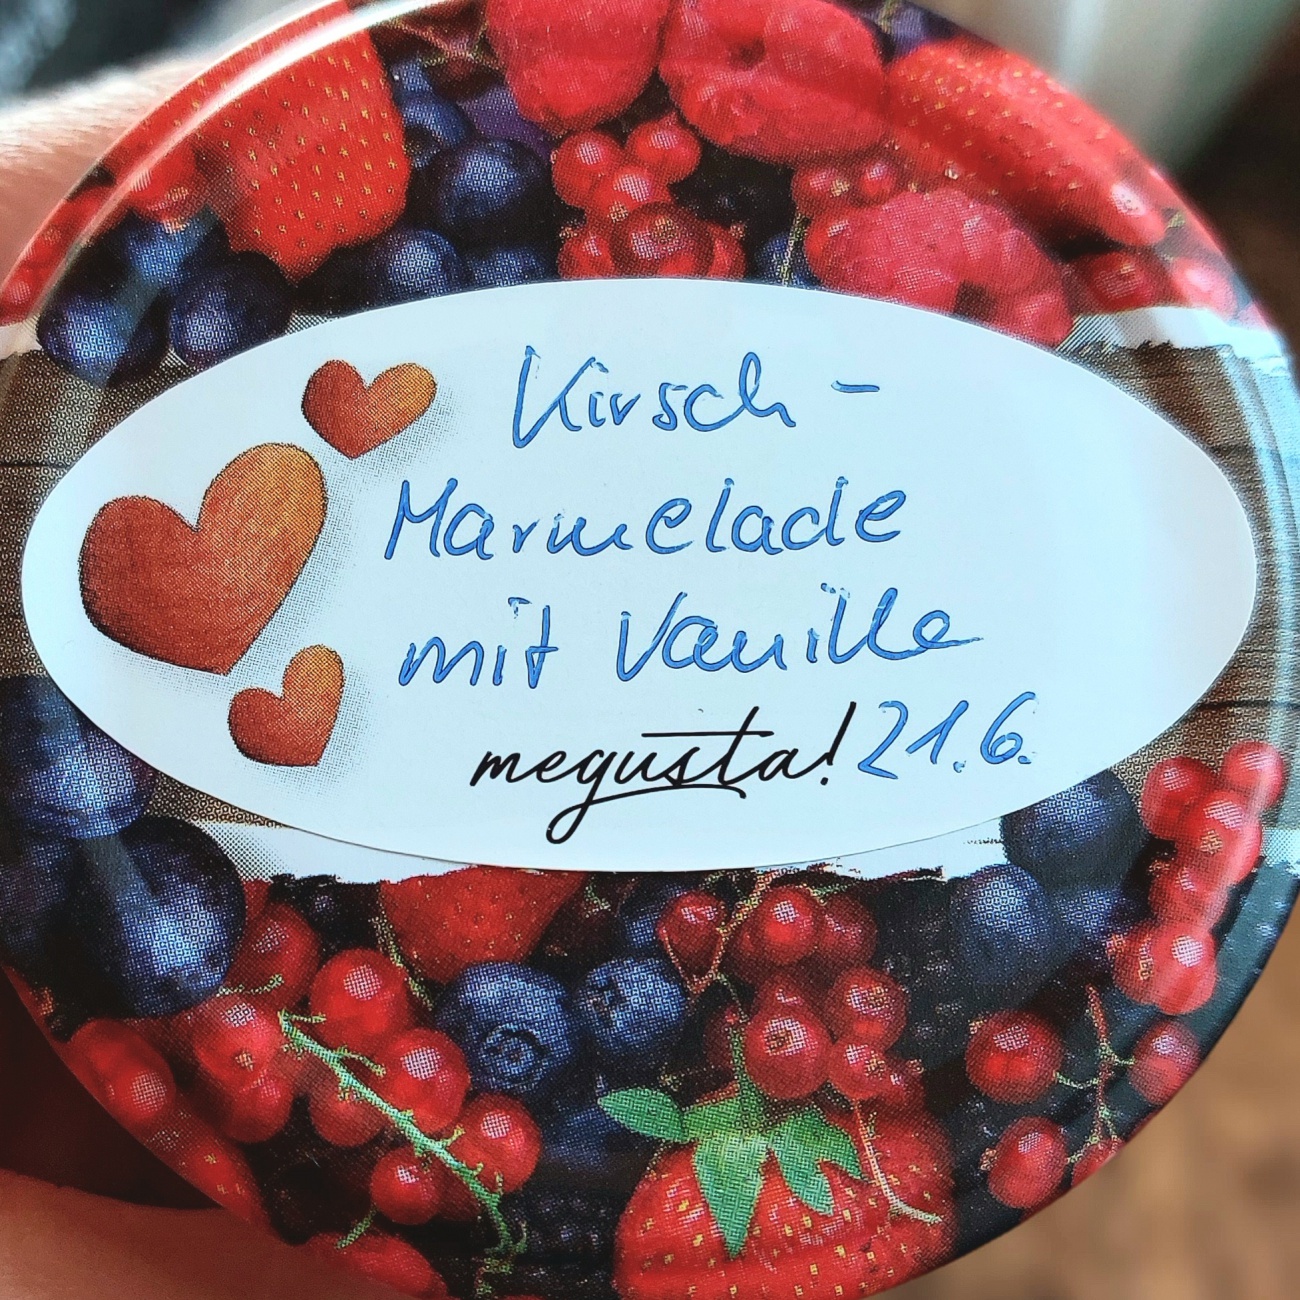 Kirsch-
Marmelade
mit Vanille
megusta! 21.6.